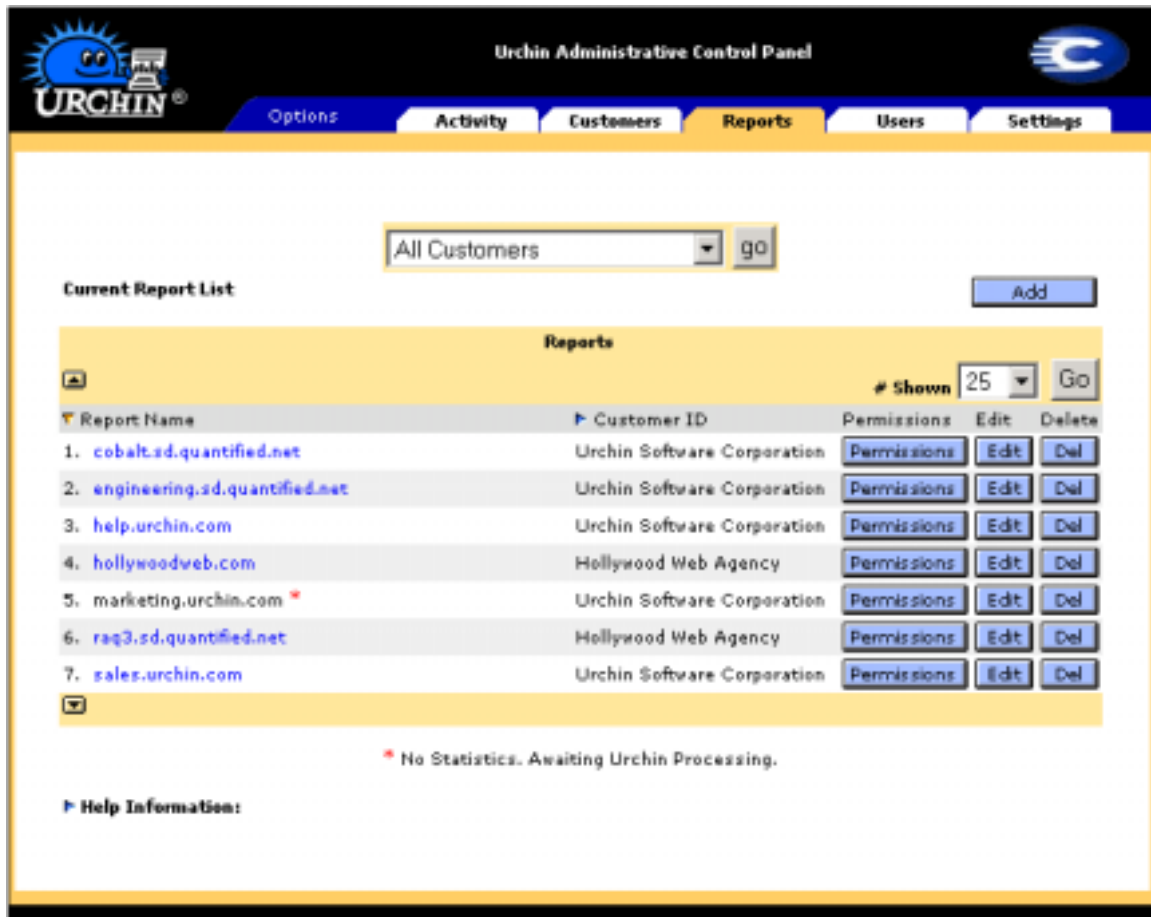 Urchin Administrative Control Panel
URCHIN ®
Options Activity Customers Reports Users Settings
All Customers go
Current Report List Add
Reports
# Shown 25 Go
Report Name Customer ID Permissions Edit Delete
1. cobalt.sd.quantified.net Urchin Software Corporation Permissions Edit Del
2. engineering.sd.quantified.net Urchin Software Corporation Permissions Edit Del
3. help.urchin.com Urchin Software Corporation Permissions Edit Del
4. hollywoodweb.com Hollywood Web Agency Permissions Edit Del
5. marketing.urchin.com * Urchin Software Corporation Permissions Edit Del
6. raq3.sd.quantified.net Hollywood Web Agency Permissions Edit Del
7. sales.urchin.com Urchin Software Corporation Permissions Edit Del
* No Statistics. Awaiting Urchin Processing.
Help Information: